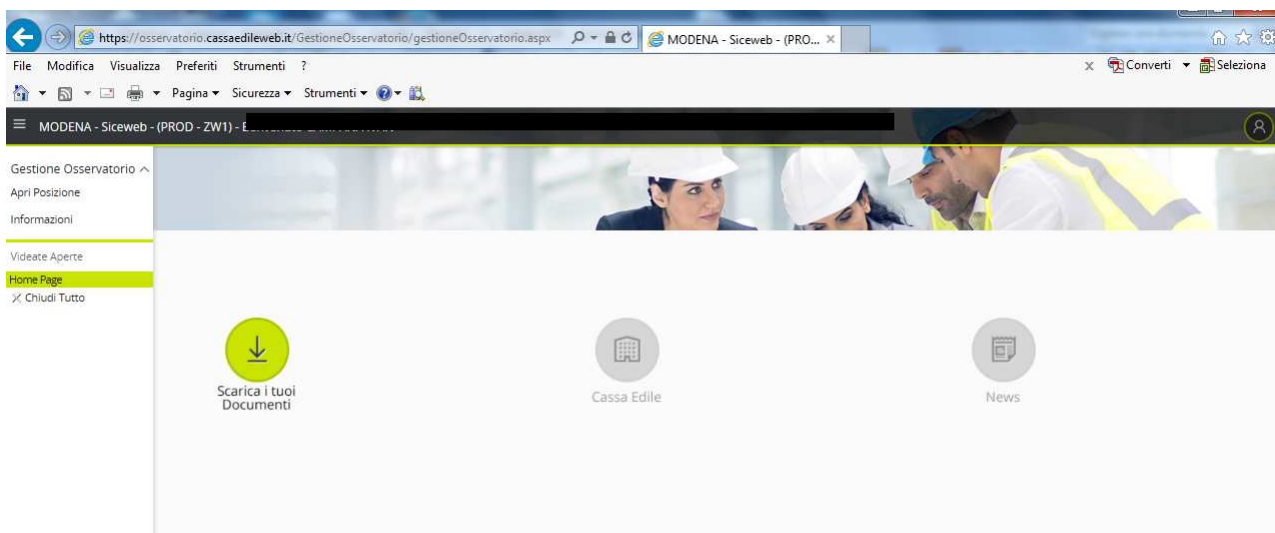 https://osservatorio.cassaedileweb.it/GestioneOsservatorio/gestioneOsservatorio.aspx
MODENA - Siceweb - (PRO...
File Modifica Visualizza Preferiti Strumenti ?
Converti Seleziona
Pagina Sicurezza Strumenti
MODENA - Siceweb - (PROD - ZW1) -
Gestione Osservatorio
Apri Posizione
Informazioni
Videate Aperte
Home Page
Chiudi Tutto
Scarica i tuoi
Documenti
Cassa Edile
News